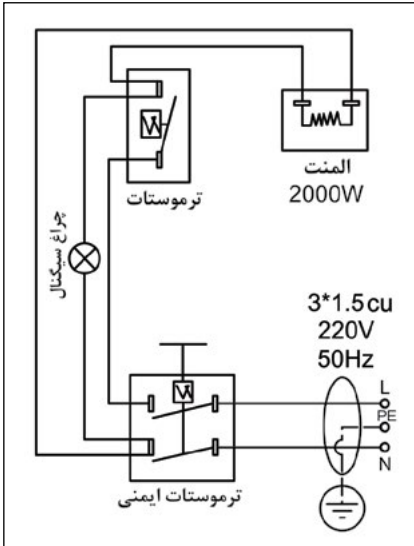 المنت
2000W
ترموستات
چراغ سیگنال
3*1.5cu
220V
50Hz
L
PE
N
ترموستات ایمنی